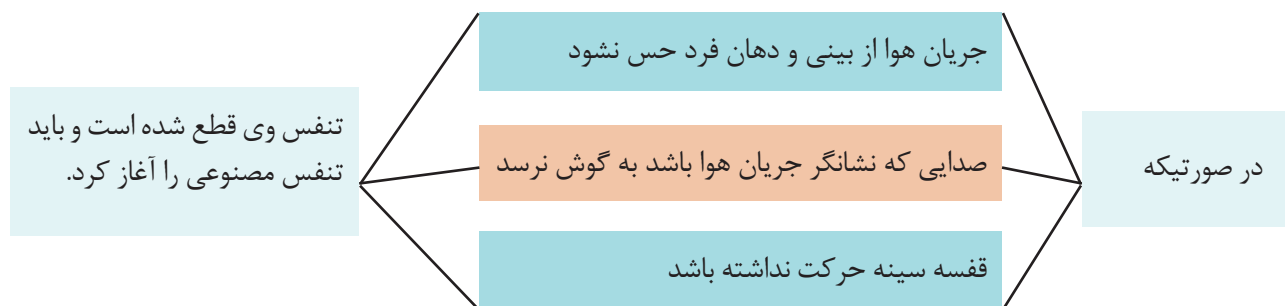 در صورتیکه
جریان هوا از بینی و دهان فرد حس نشود
صدایی که نشانگر جریان هوا باشد به گوش نرسد
قفسه سینه حرکت نداشته باشد
تنفس وی قطع شده است و باید
تنفس مصنوعی را آغاز کرد.